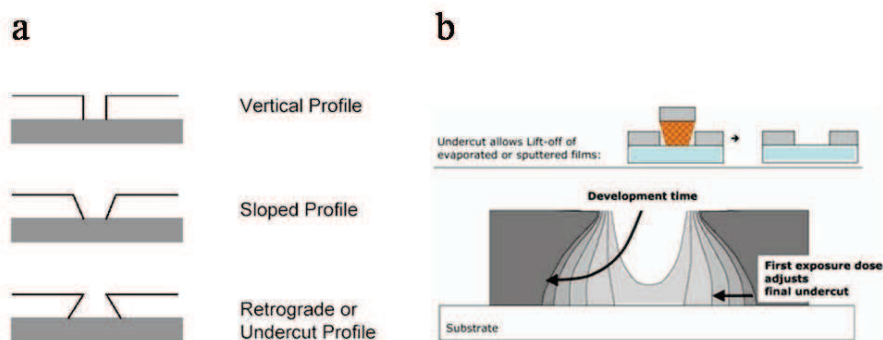 a
b
Vertical Profile
Sloped Profile
Retrograde or
Undercut Profile
Undercut allows Lift-off of
evaporated or sputtered films:
Development time
First exposure dose
adjusts
final undercut
Substrate